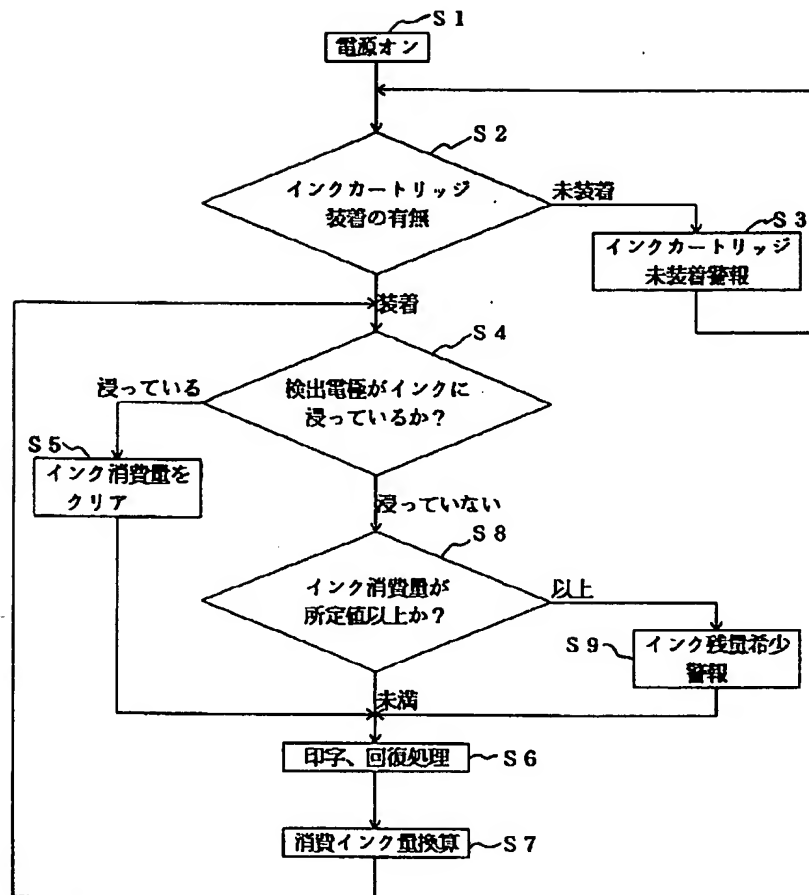 S1
電源オン
S2
インクカートリッジ
装着の有無
未装着
S3
インクカートリッジ
未装着警報
装着
S4
検出電極がインクに
浸っているか？
浸っている
S5
インク消費量を
クリア
浸っていない
S8
インク消費量が
所定値以上か？
以上
S9
インク残量希少
警報
未満
印字、回復処理
S6
消費インク量換算
S7